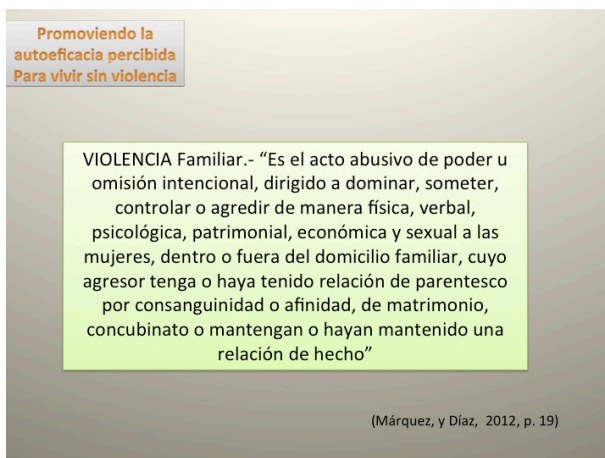 Promoviendo la
autoeficacia percibida
Para vivir sin violencia
VIOLENCIA Familiar.- “Es el acto abusivo de poder u
omisión intencional, dirigido a dominar, someter,
controlar o agredir de manera física, verbal,
psicológica, patrimonial, económica y sexual a las
mujeres, dentro o fuera del domicilio familiar, cuyo
agresor tenga o haya tenido relación de parentesco
por consanguinidad o afinidad, de matrimonio,
concubinato o mantengan o hayan mantenido una
relación de hecho”
(Márquez, y Díaz, 2012, p. 19)